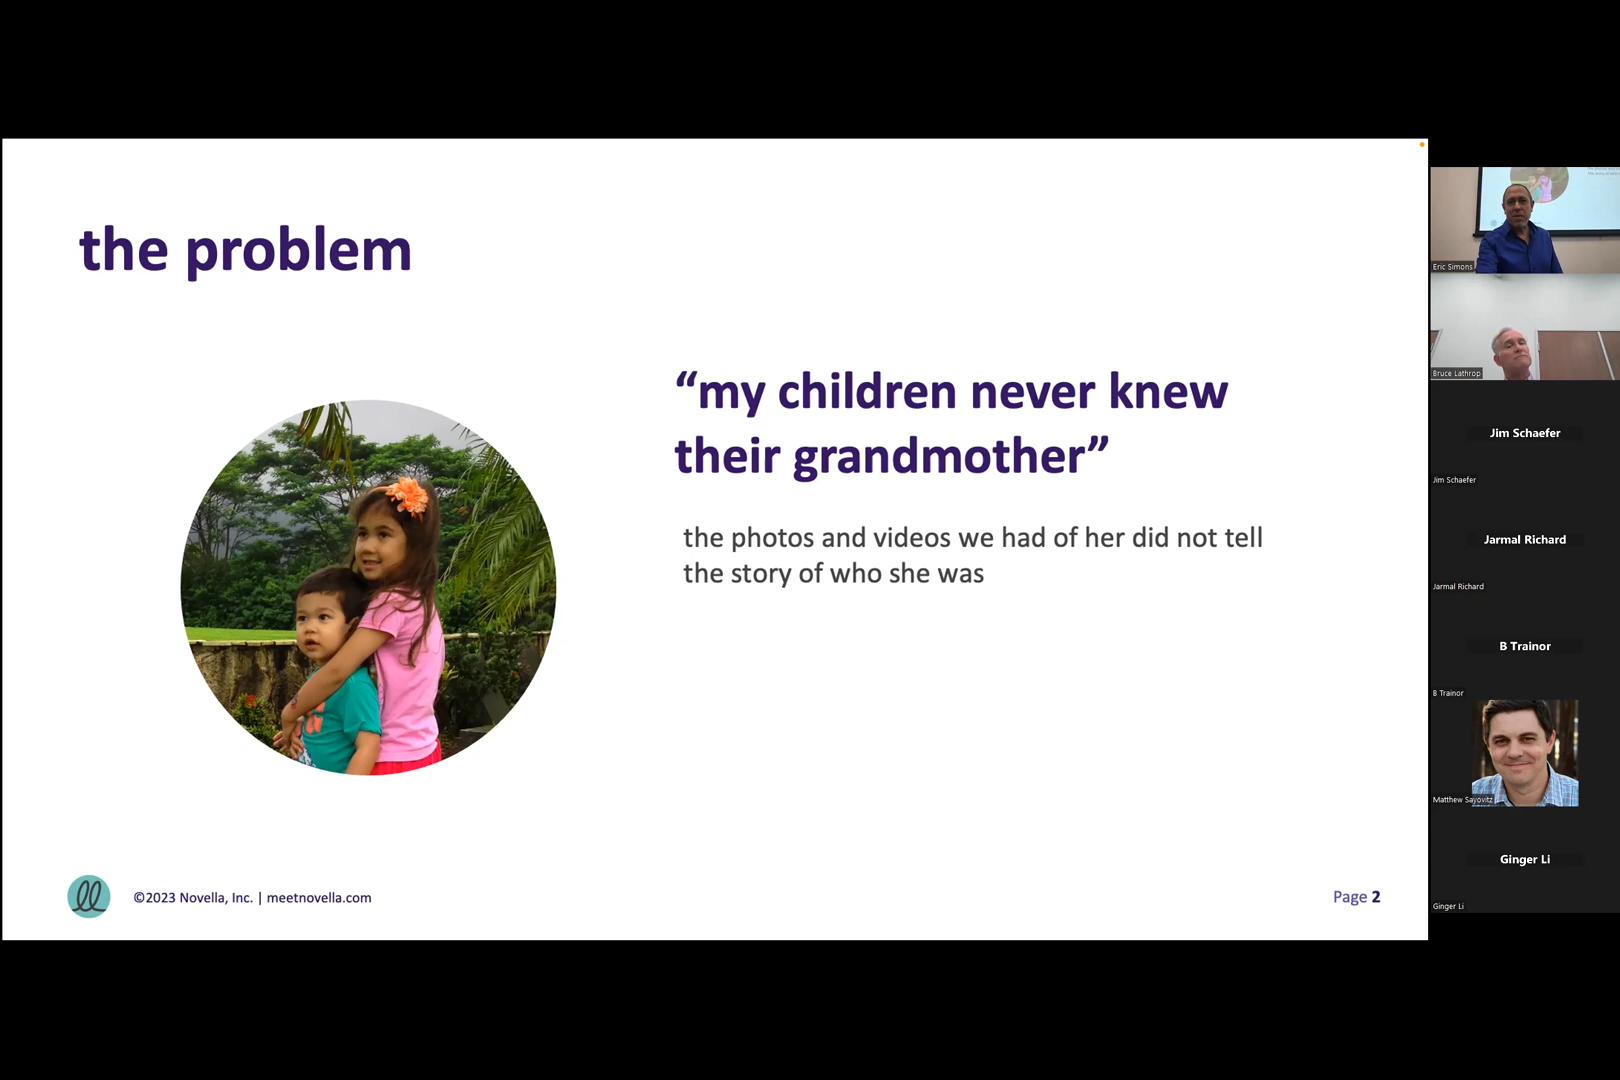 the problem
“my children never knew
their grandmother”
the photos and videos we had of her did not tell
the story of who she was
©2023 Novella, Inc. | meetnovella.com
Page 2
Eric Simons
Bruce Lathrop
Jim Schaefer
Jim Schaefer
Jarmal Richard
Jarmal Richard
B Trainor
B Trainor
Matthew Sayovitz
Ginger Li
Ginger Li